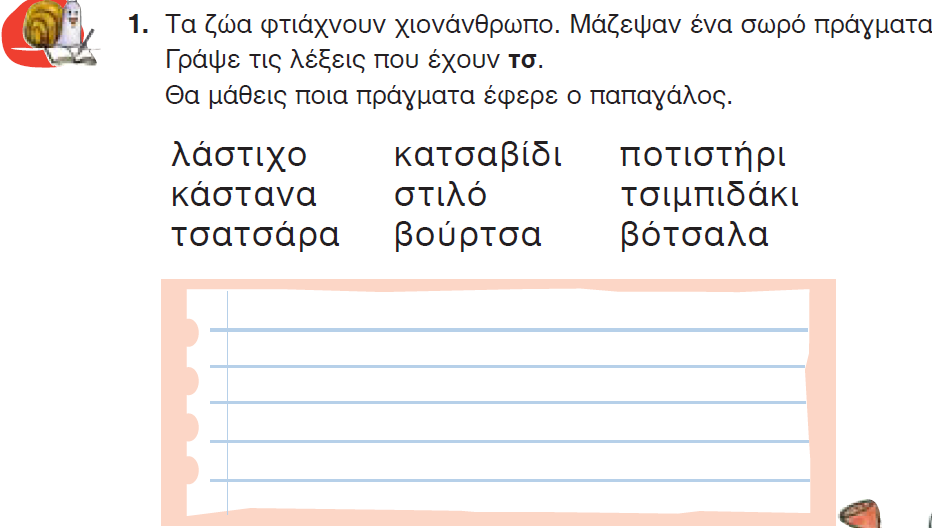 1. Τα ζώα φτιάχνουν χιονάνθρωπο. Μάζεψαν ένα σωρό πράγματα
Γράψε τις λέξεις που έχουν τσ.
Θα μάθεις ποια πράγματα έφερε ο παπαγάλος.
λάστιχο κατσαβίδι ποτιστήρι
κάστανα στιλό τσιμπιδάκι
τσατσάρα βούρτσα βότσαλα